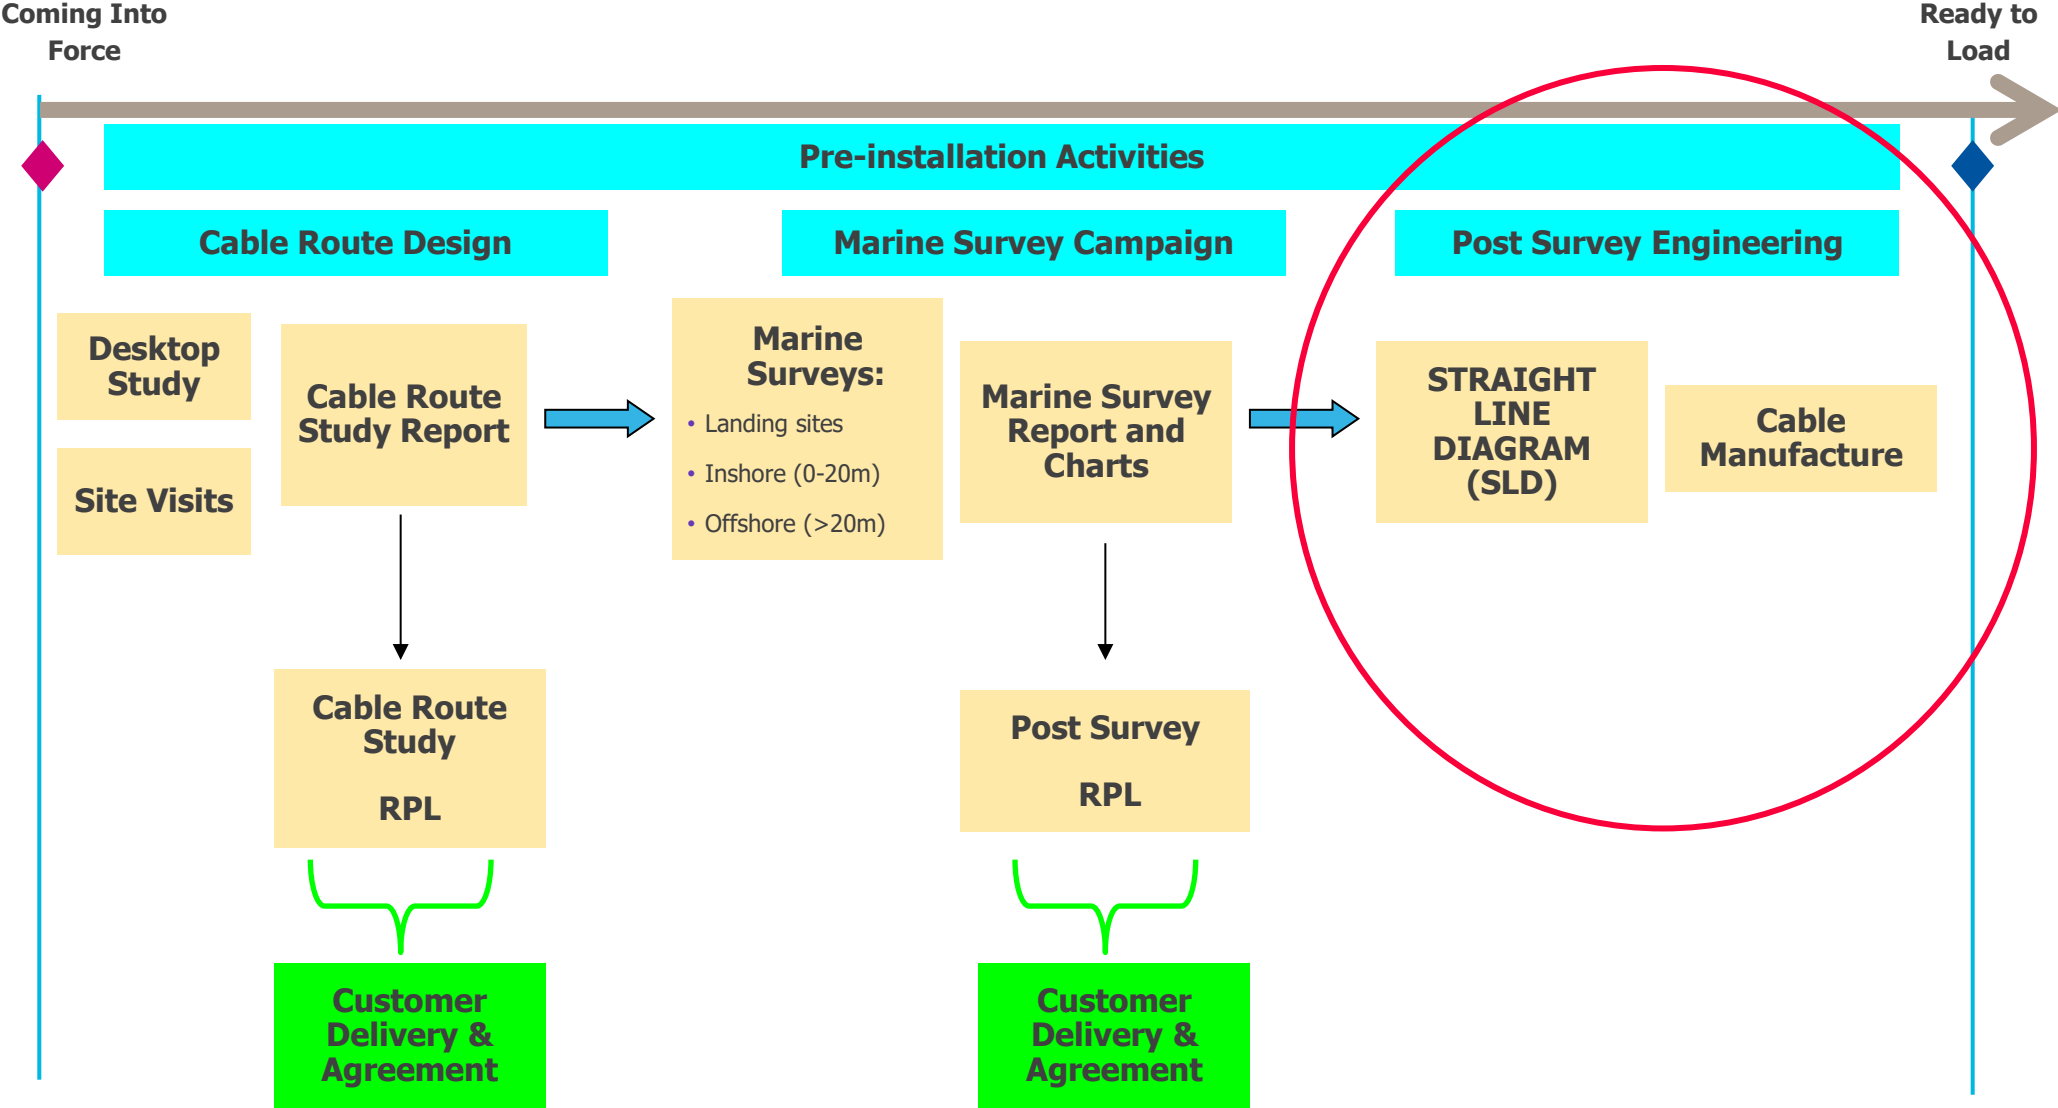 Coming Into
Force
Ready to
Load
Pre-installation Activities
Cable Route Design
Marine Survey Campaign
Post Survey Engineering
Desktop
Study
Site Visits
Cable Route
Study Report
Marine
Surveys:
• Landing sites
• Inshore (0-20m)
• Offshore (>20m)
Marine Survey
Report and
Charts
STRAIGHT
LINE
DIAGRAM
(SLD)
Cable
Manufacture
Cable Route
Study
RPL
Post Survey
RPL
Customer
Delivery &
Agreement
Customer
Delivery &
Agreement